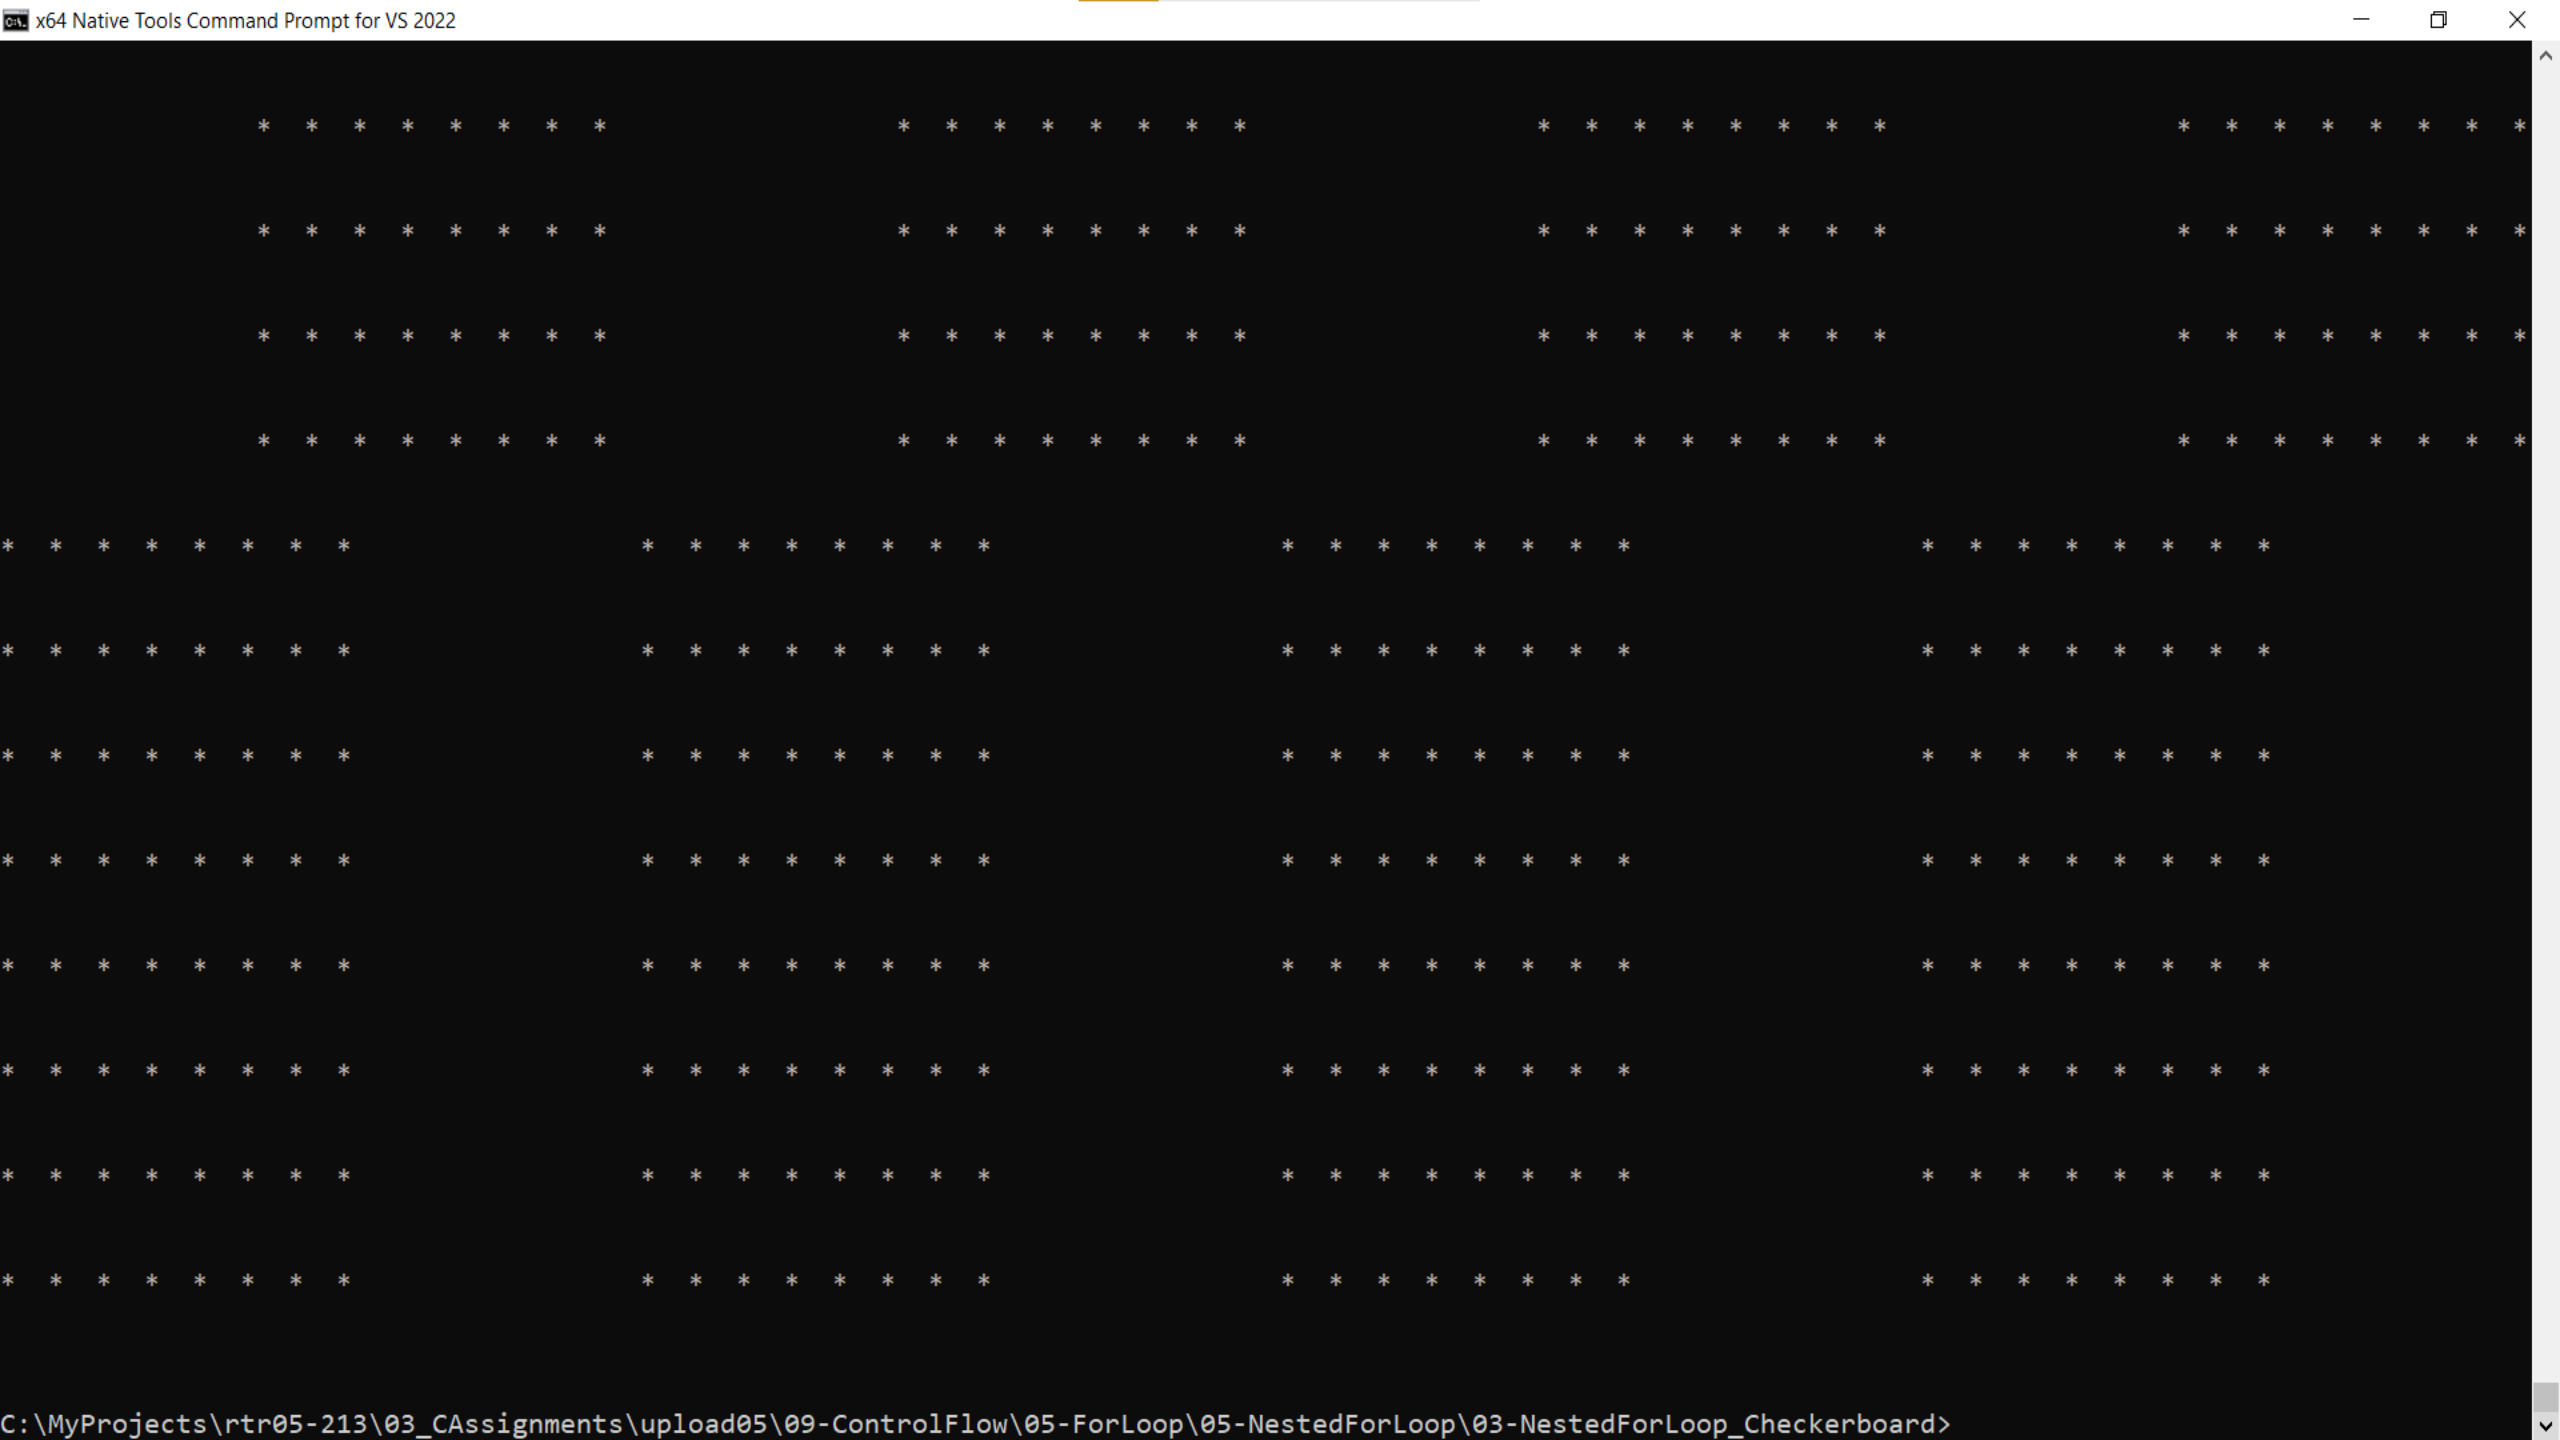 x64 Native Tools Command Prompt for VS 2022
* * * * * * * * * * * * * * * * * * * * * * * * * * * * * * * *
* * * * * * * * * * * * * * * * * * * * * * * * * * * * * * * *
* * * * * * * * * * * * * * * * * * * * * * * * * * * * * * * *
* * * * * * * * * * * * * * * * * * * * * * * * * * * * * * * *
* * * * * * * * * * * * * * * * * * * * * * * * * * * * * * * *
* * * * * * * * * * * * * * * * * * * * * * * * * * * * * * * *
* * * * * * * * * * * * * * * * * * * * * * * * * * * * * * * *
* * * * * * * * * * * * * * * * * * * * * * * * * * * * * * * *
* * * * * * * * * * * * * * * * * * * * * * * * * * * * * * * *
* * * * * * * * * * * * * * * * * * * * * * * * * * * * * * * *
* * * * * * * * * * * * * * * * * * * * * * * * * * * * * * * *
* * * * * * * * * * * * * * * * * * * * * * * * * * * * * * * *
C:\MyProjects\rtr05-213\03_CAssignments\upload05\09-ControlFlow\05-ForLoop\05-NestedForLoop\03-NestedForLoop_Checkerboard>